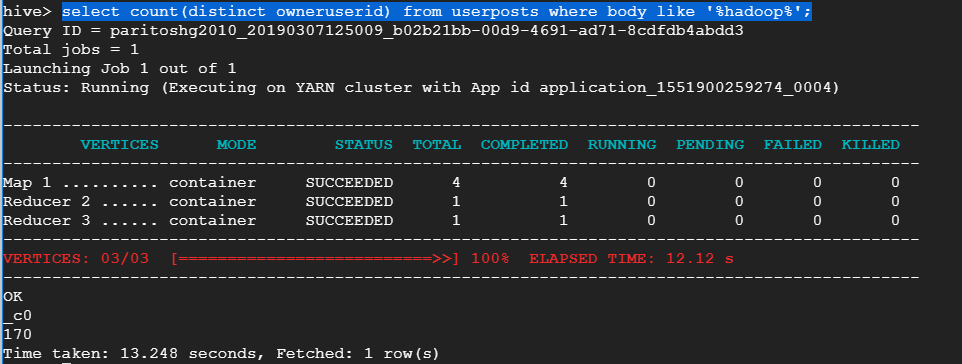 hive> select count(distinct owneruserid) from userposts where body like '%hadoop%';
Query ID = paritoshg2010_20190307125009_b02b21bb-00d9-4691-ad71-8cdfdb4abdd3
Total jobs = 1
Launching Job 1 out of 1
Status: Running (Executing on YARN cluster with App id application_1551900259274_0004)
----------------------------------------------------------------------------------------------
VERTICES MODE STATUS TOTAL COMPLETED RUNNING PENDING FAILED KILLED
----------------------------------------------------------------------------------------------
Map 1 .......... container SUCCEEDED 4 4 0 0 0 0
Reducer 2 ...... container SUCCEEDED 1 1 0 0 0 0
Reducer 3 ...... container SUCCEEDED 1 1 0 0 0 0
----------------------------------------------------------------------------------------------
VERTICES: 03/03 [==========================>>] 100% ELAPSED TIME: 12.12 s
----------------------------------------------------------------------------------------------
OK
_c0
170
Time taken: 13.248 seconds, Fetched: 1 row(s)